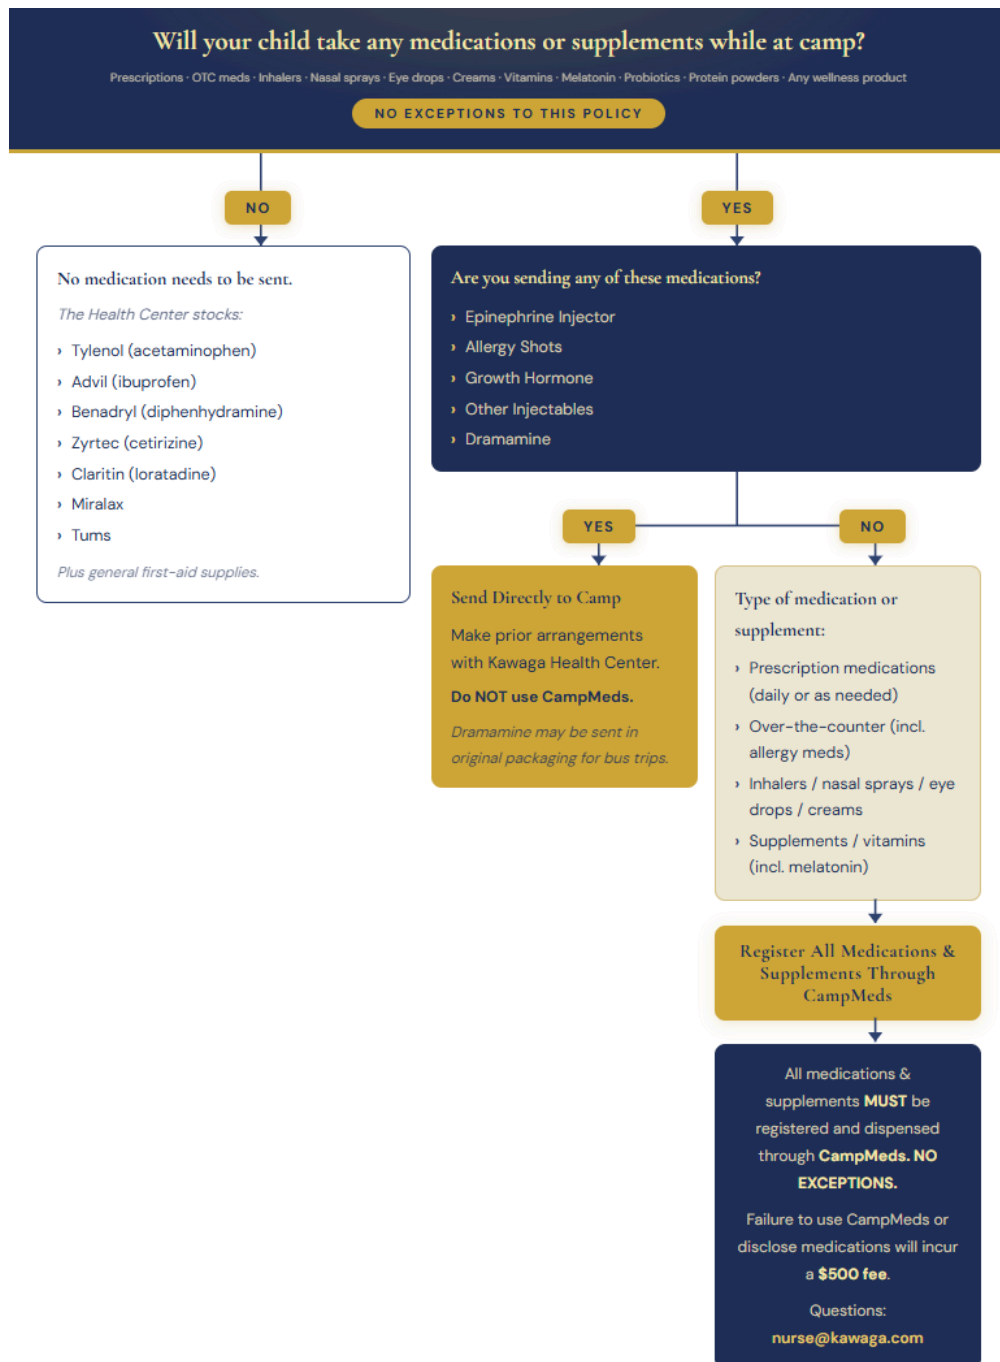 Will your child take any medications or supplements while at camp?
Prescriptions · OTC meds · Inhalers · Nasal sprays · Eye drops · Creams · Vitamins · Melatonin · Probiotics · Protein powders · Any wellness product
NO EXCEPTIONS TO THIS POLICY
NO
No medication needs to be sent.
The Health Center stocks:
› Tylenol (acetaminophen)
› Advil (ibuprofen)
› Benadryl (diphenhydramine)
› Zyrtec (cetirizine)
› Claritin (loratadine)
› Miralax
› Tums
Plus general first-aid supplies.
YES
Are you sending any of these medications?
› Epinephrine Injector
› Allergy Shots
› Growth Hormone
› Other Injectables
› Dramamine
YES
Send Directly to Camp
Make prior arrangements
with Kawaga Health Center.
Do NOT use CampMeds.
Dramamine may be sent in
original packaging for bus trips.
NO
Type of medication or
supplement:
› Prescription medications
(daily or as needed)
› Over-the-counter (incl.
allergy meds)
› Inhalers / nasal sprays / eye
drops / creams
› Supplements / vitamins
(incl. melatonin)
Register All Medications &
Supplements Through
CampMeds
All medications &
supplements MUST be
registered and dispensed
through CampMeds. NO
EXCEPTIONS.
Failure to use CampMeds or
disclose medications will incur
a $500 fee.
Questions:
nurse@kawaga.com